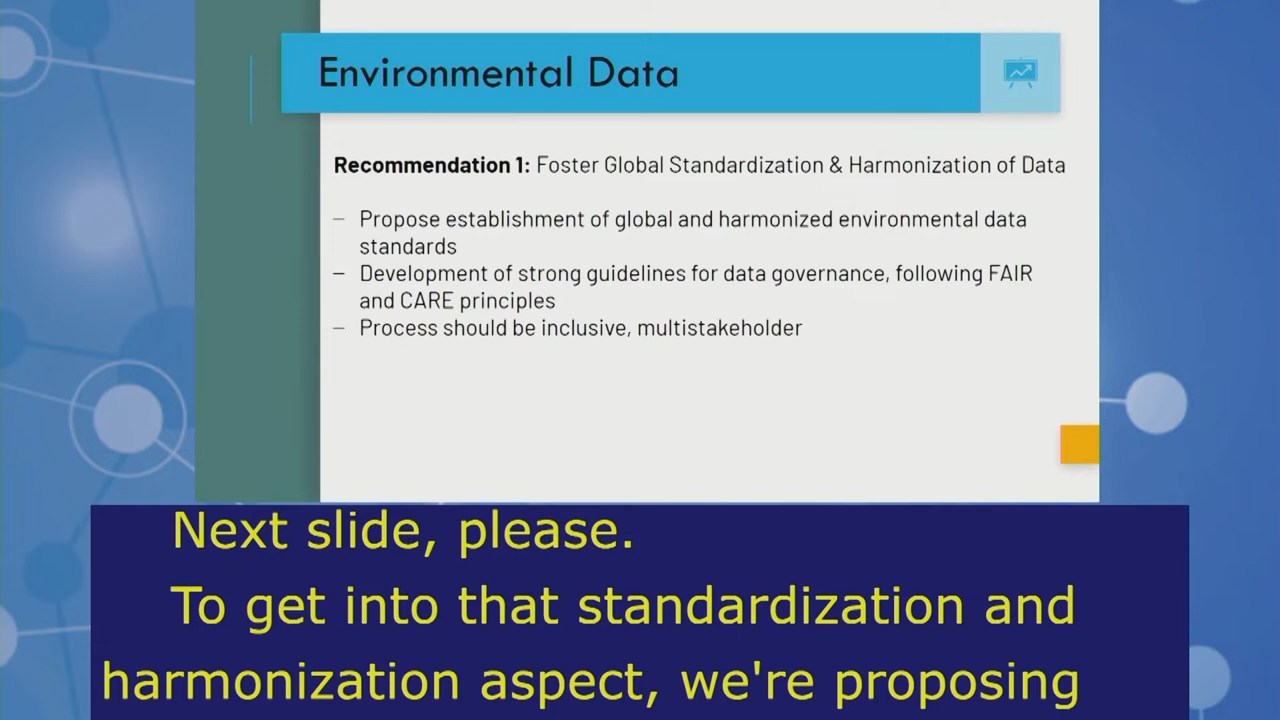 Environmental Data
Recommendation 1: Foster Global Standardization & Harmonization of Data
– Propose establishment of global and harmonized environmental data
standards
– Development of strong guidelines for data governance, following FAIR
and CARE principles
– Process should be inclusive, multistakeholder
Next slide, please.
To get into that standardization and
harmonization aspect, we're proposing